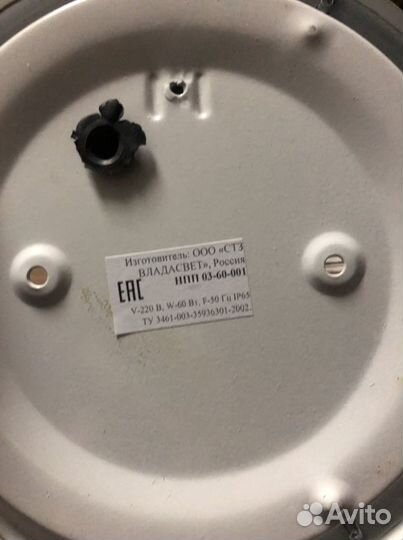 Изготовитель: ООО «СТЗ
ВЛАДАСВЕТ», Россия
EAC НПП 03-60-001
V-220 В, W-60 Вт, F-50 Гц IP65
ТУ 3461-003-35936301-2002.
Avito